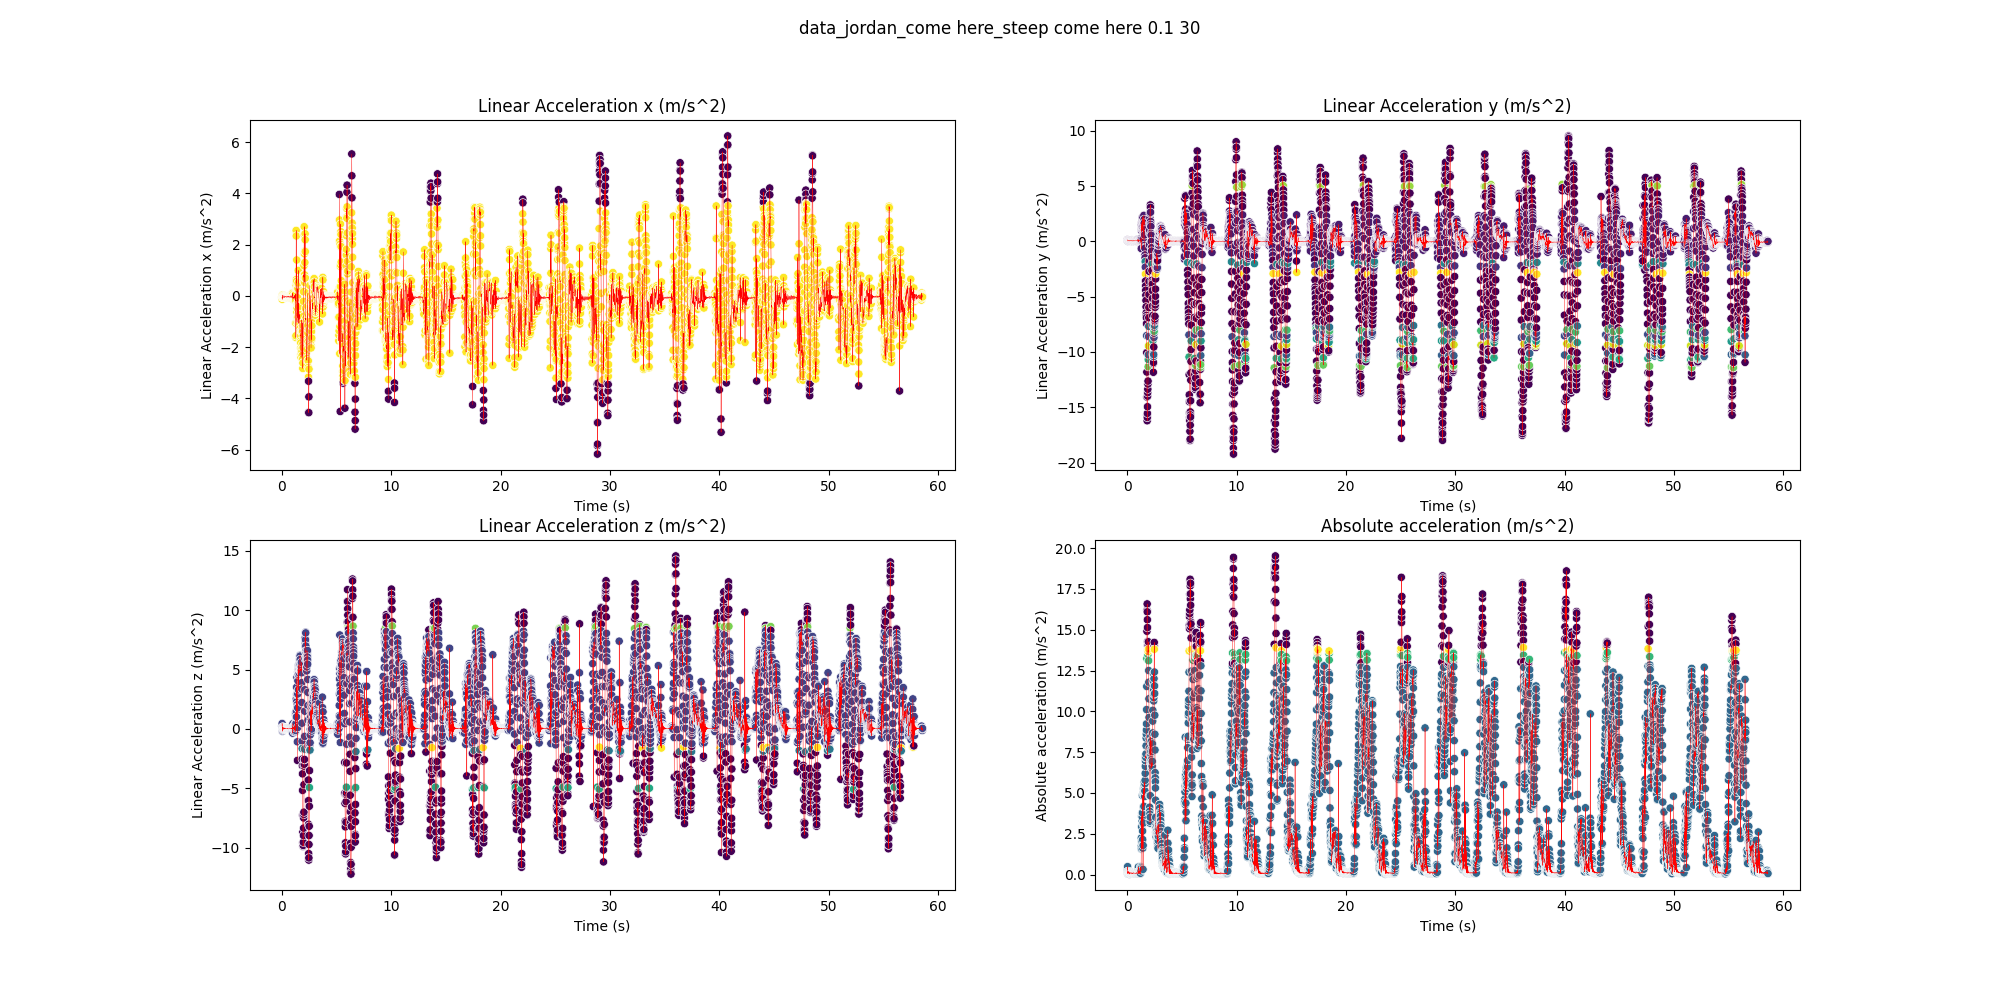 data_jordan_come here_steep come here 0.1 30
Linear Acceleration x (m/s^2)
Linear Acceleration x (m/s^2)
6
4
2
0
−2
−4
−6
0 10 20 30 40 50 60
Time (s)
Linear Acceleration y (m/s^2)
Linear Acceleration y (m/s^2)
10
5
0
−5
−10
−15
−20
0 10 20 30 40 50 60
Time (s)
Linear Acceleration z (m/s^2)
Linear Acceleration z (m/s^2)
15
10
5
0
−5
−10
0 10 20 30 40 50 60
Time (s)
Absolute acceleration (m/s^2)
Absolute acceleration (m/s^2)
20.0
17.5
15.0
12.5
10.0
7.5
5.0
2.5
0.0
0 10 20 30 40 50 60
Time (s)